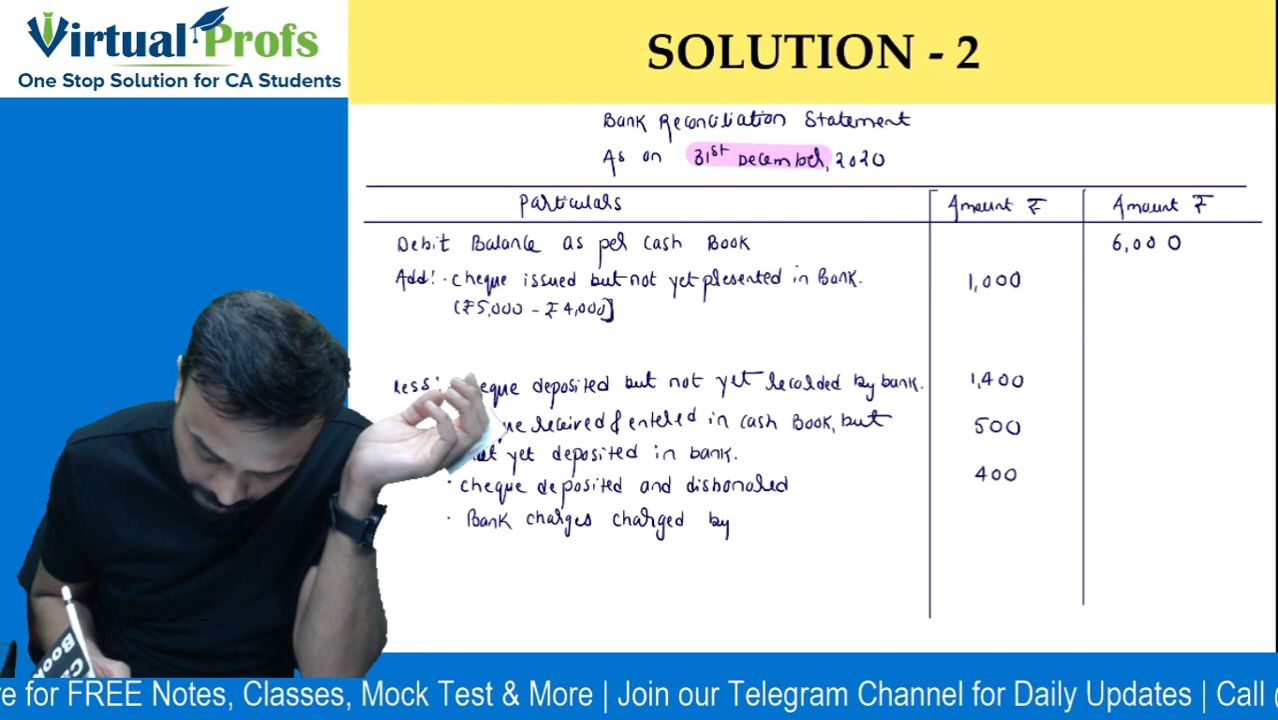 Virtual Profs
One Stop Solution for CA Students
SOLUTION - 2
Bank Reconciliation Statement
As on 31st December, 2020
Particulars
Amount ₹
Amount ₹
Debit Balance as per Cash Book
6,000
Add: · Cheque issued but not yet presented in Bank.
1,000
(₹5,000 - ₹4,000]
Less: eque deposited but not yet recorded by bank.
1,400
ue received & entered in cash Book, but
500
yet deposited in bank.
· Cheque deposited and dishonored
400
· Bank charges charged by
Book
re for FREE Notes, Classes, Mock Test & More | Join our Telegram Channel for Daily Updates | Call